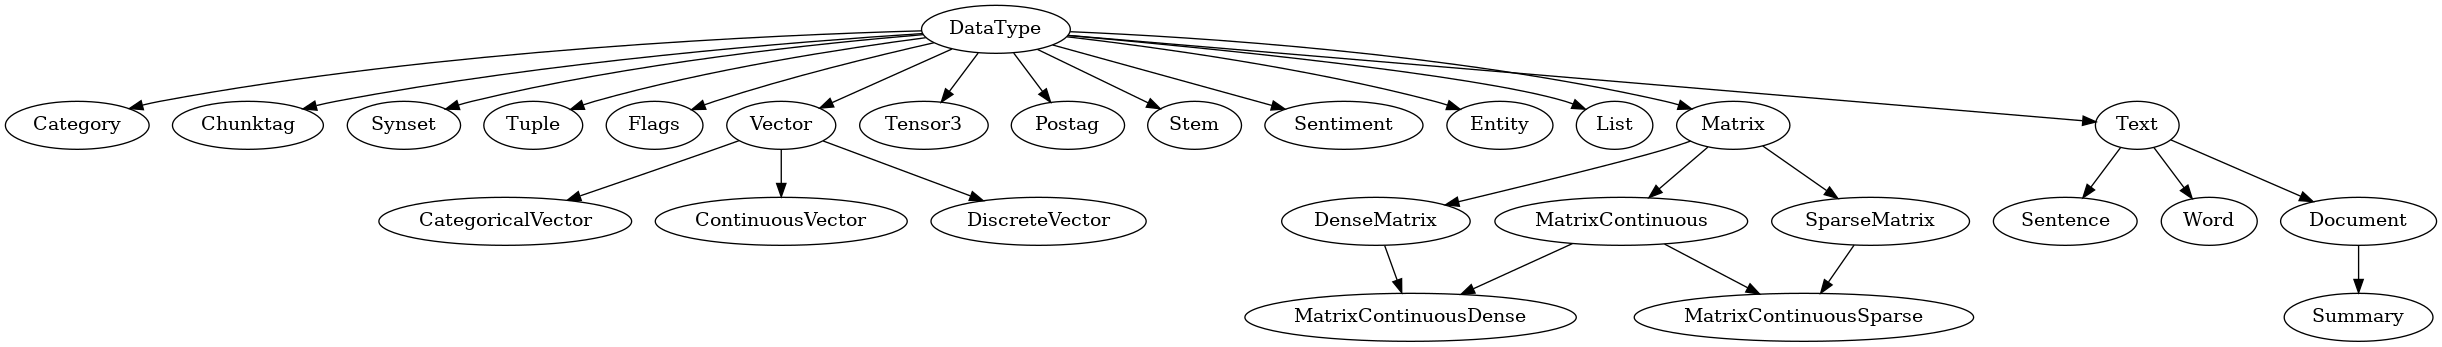 DataType
Category
Chunktag
Synset
Tuple
Flags
Vector
Tensor3
Postag
Stem
Sentiment
Entity
List
Matrix
Text
CategoricalVector
ContinuousVector
DiscreteVector
DenseMatrix
MatrixContinuous
SparseMatrix
Sentence
Word
Document
MatrixContinuousDense
MatrixContinuousSparse
Summary